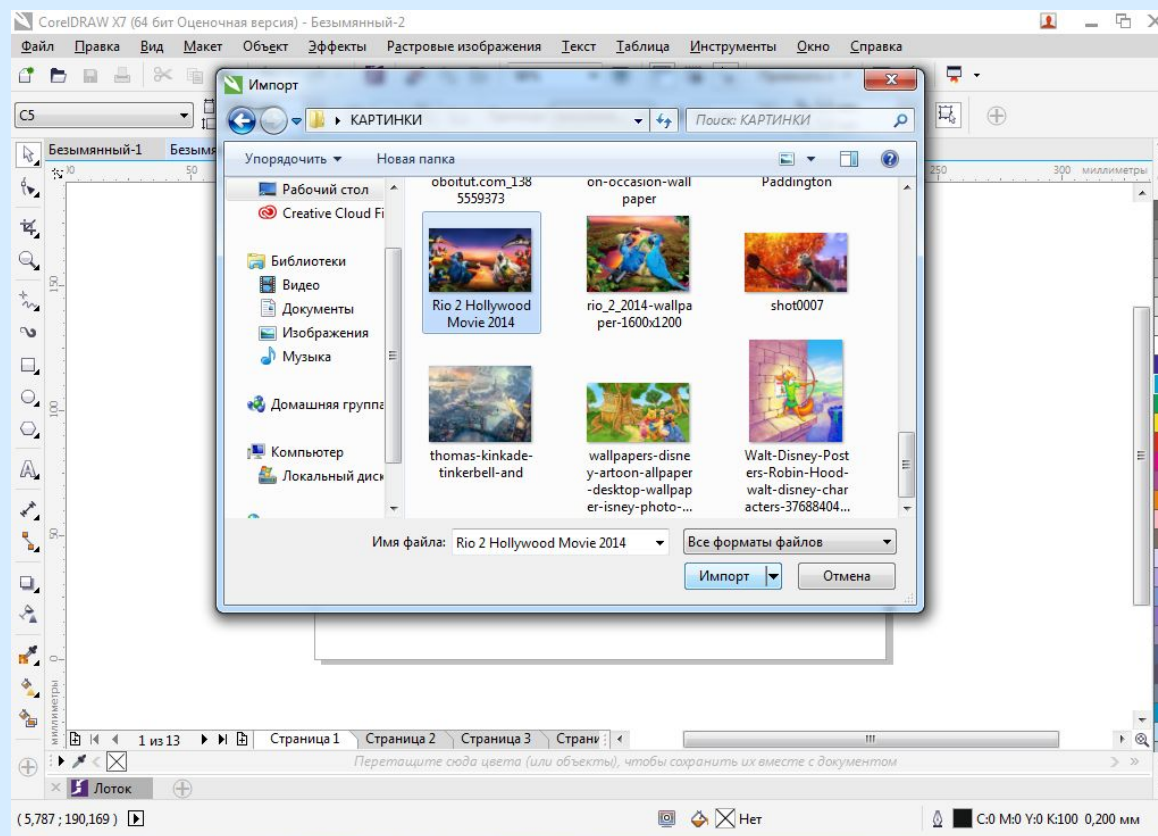 CorelDRAW X7 (64 бит Оценочная версия) - Безымянный-2
Файл Правка Вид Макет Объект Эффекты Растровые изображения Текст Таблица Инструменты Окно Справка
Импорт
C5
КАРТИНКИ
Поиск: КАРТИНКИ
Безымянный-1
Упорядочить
Новая папка
50
250
300 миллиметры
Рабочий стол
Creative Cloud Fi
Библиотеки
Видео
Документы
Изображения
Музыка
Домашняя группа
Компьютер
Локальный диск
oboitut.com_138
5559373
on-occasion-wall
paper
Paddington
Rio 2 Hollywood
Movie 2014
rio_2_2014-wallpa
per-1600x1200
shot0007
thomas-kinkade-
tinkerbell-and
wallpapers-disne
y-artoon-allpaper
-desktop-wallpap
er-isney-photo-...
Walt-Disney-Post
ers-Robin-Hood-
walt-disney-char
acters-37688404...
150
100
50
0
миллиметры
Имя файла: Rio 2 Hollywood Movie 2014
Все форматы файлов
Импорт
Отмена
1 из 13
Страница 1
Страница 2
Страница 3
Страни
Перетащите сюда цвета (или объекты), чтобы сохранить их вместе с документом
Лоток
( 5,787 ; 190,169 )
Нет
C:0 M:0 Y:0 K:100 0,200 мм